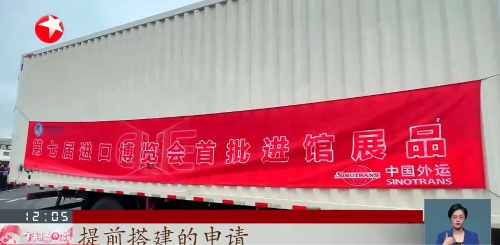 第七届进口博览会首批进馆展品
SINOTRANS 中国外运
SINOTRANS
12:05
提前搭建的申请